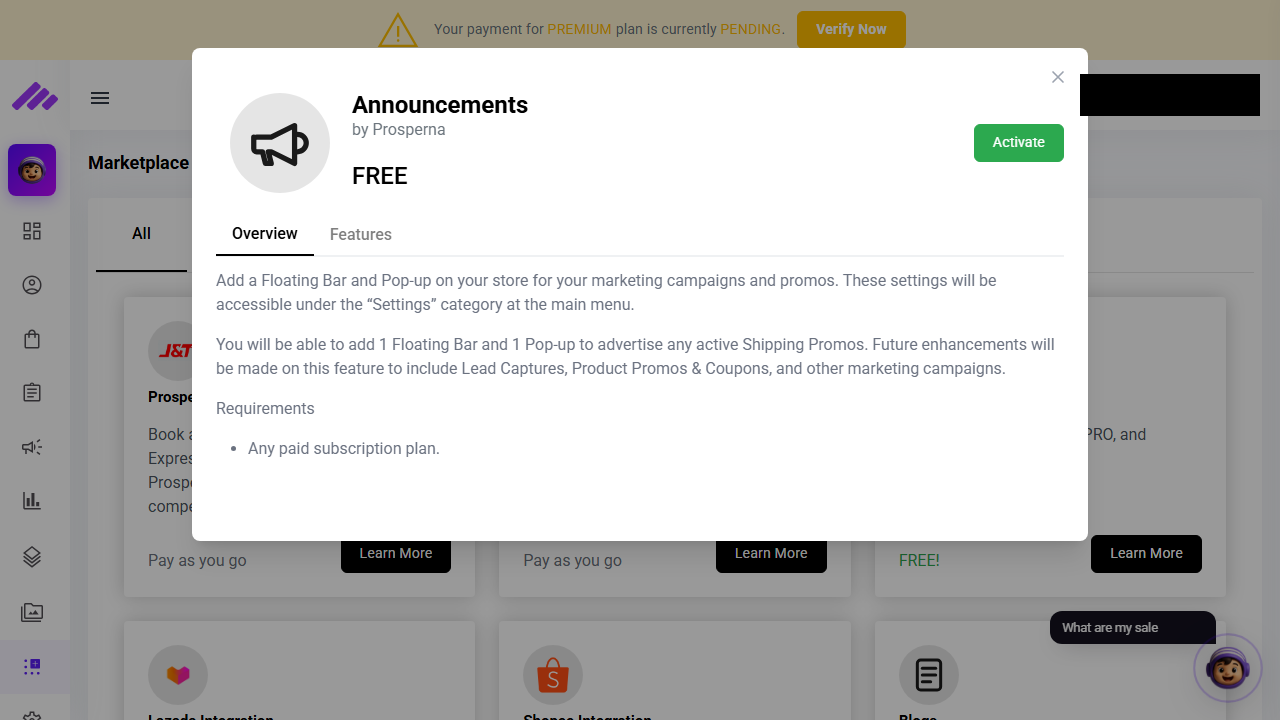 Your payment for PREMIUM plan is currently PENDING.
Verify Now
Announcements
by Prosperna
FREE
Activate
Marketplace
All
Overview
Features
Add a Floating Bar and Pop-up on your store for your marketing campaigns and promos. These settings will be
accessible under the “Settings” category at the main menu.
You will be able to add 1 Floating Bar and 1 Pop-up to advertise any active Shipping Promos. Future enhancements will
be made on this feature to include Lead Captures, Product Promos & Coupons, and other marketing campaigns.
Requirements
• Any paid subscription plan.
J&T
PRO, and
Pay as you go
Learn More
Pay as you go
Learn More
FREE!
Learn More
What are my sale
Lazada Integration
Shopee Integration
Blogs